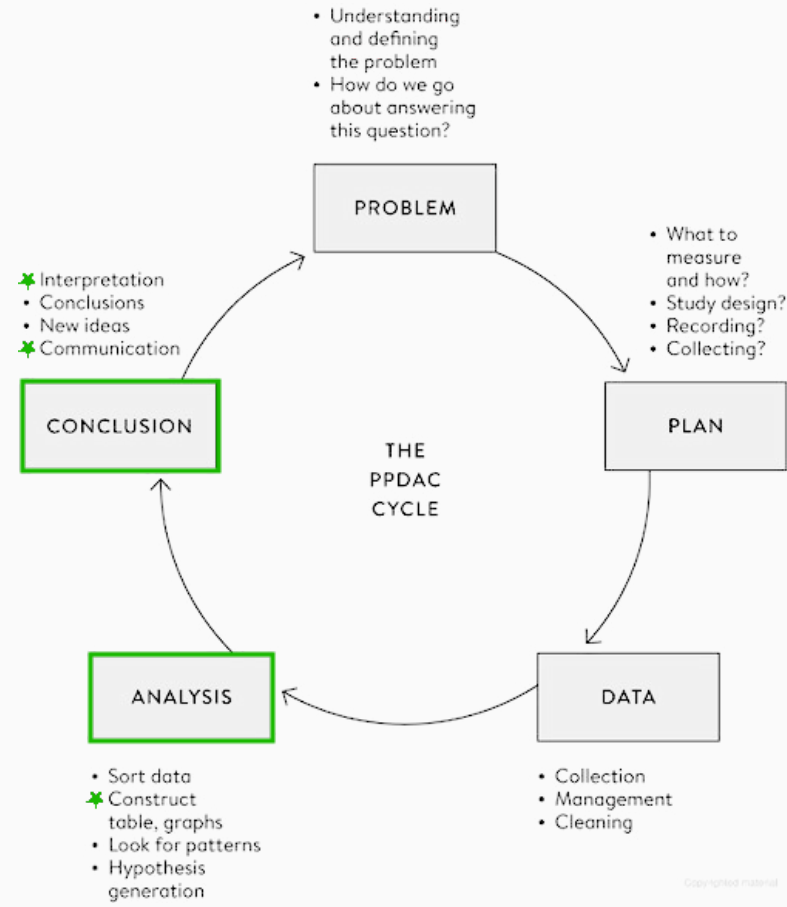 • Understanding
and defining
the problem
• How do we go
about answering
this question?
PROBLEM
• What to
measure
and how?
• Study design?
• Recording?
• Collecting?
PLAN
Interpretation
• Conclusions
• New ideas
Communication
CONCLUSION
THE
PPDAC
CYCLE
ANALYSIS
• Sort data
Construct
table, graphs
• Look for patterns
• Hypothesis
generation
DATA
• Collection
• Management
• Cleaning
Copyrighted material